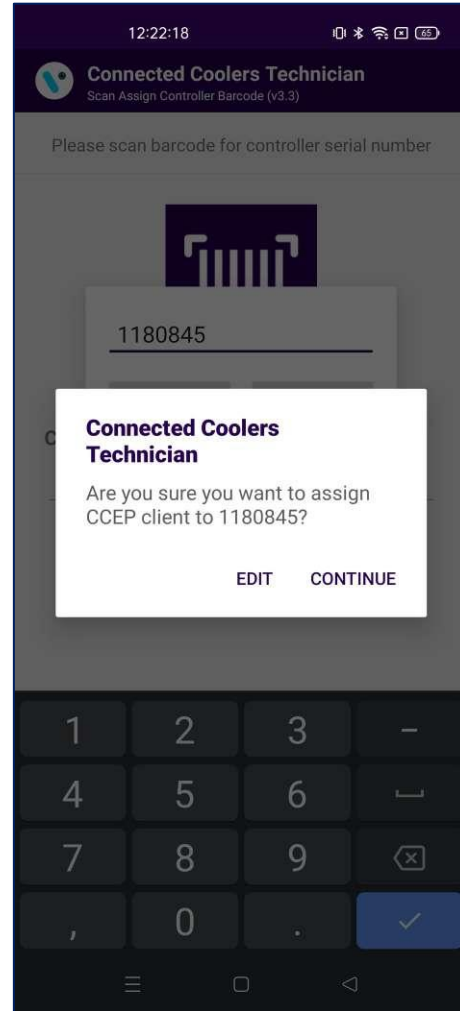 12:22:18
65
Connected Coolers Technician
Scan Assign Controller Barcode (v3.3)
Please scan barcode for controller serial number
1180845
C
Connected Coolers
Technician
Are you sure you want to assign
CCEP client to 1180845?
EDIT CONTINUE
1 2 3 -
4 5 6
7 8 9
, 0 .